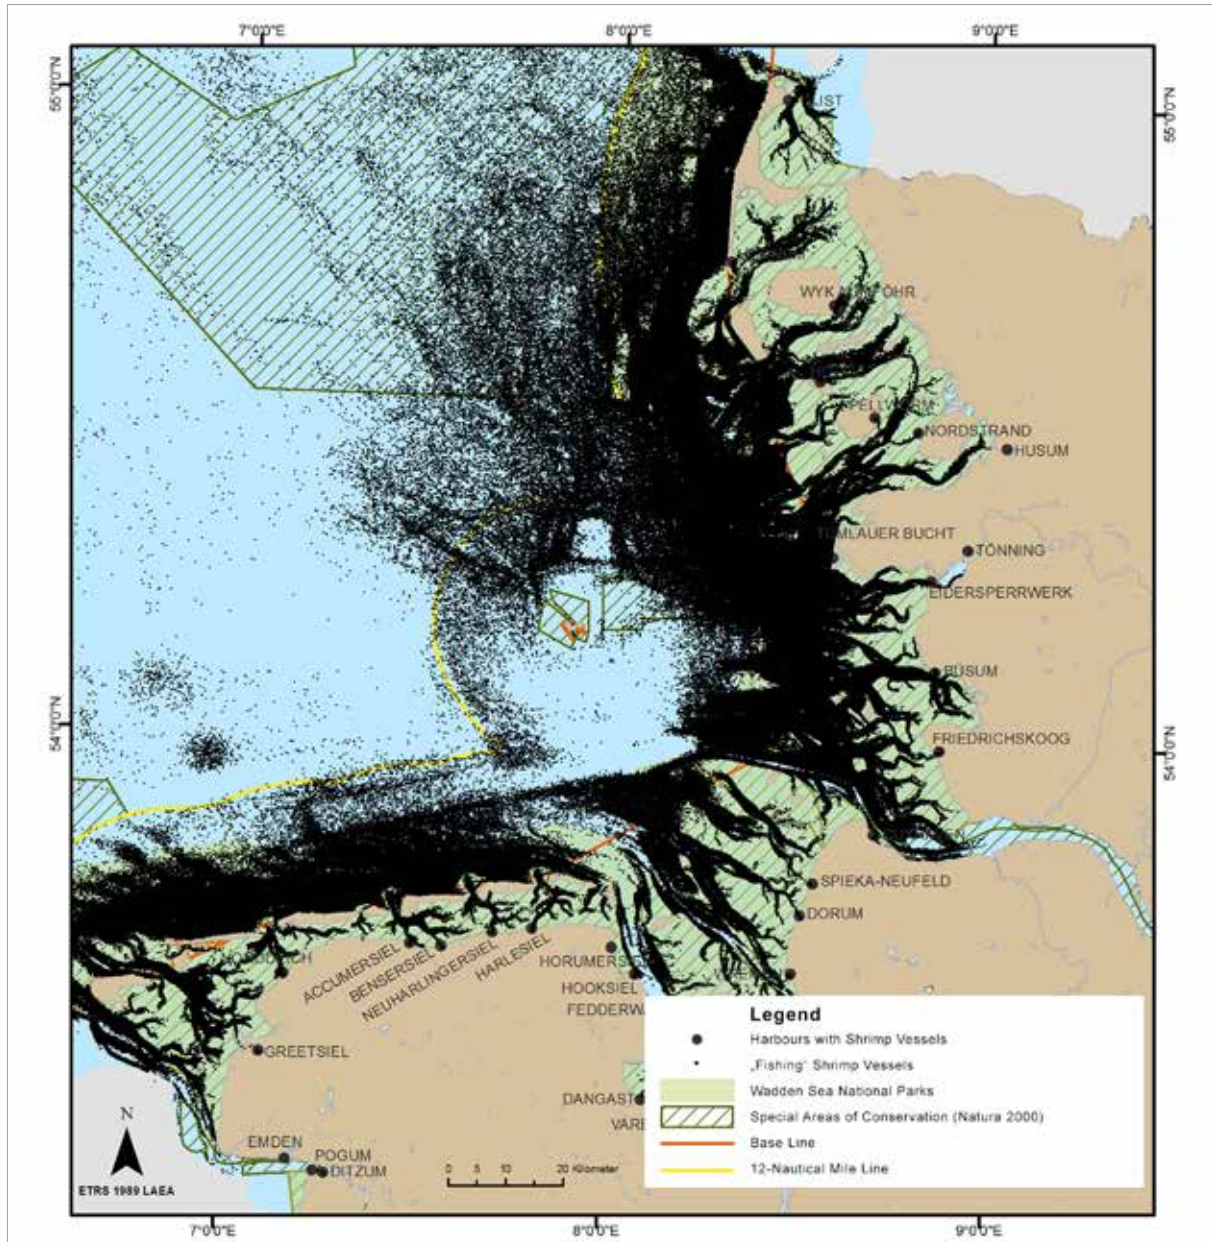 7°0'0"E 8°0'0"E 9°0'0"E
55°0'0"N
55°0'0"N
LIST
WYK
NORDSTRAND
HUSUM
BUCHT
TÖNNING
EIDERSPERRWERK
BÜSUM
FRIEDRICHSKOOG
54°0'0"N
54°0'0"N
SPIEKA-NEUFELD
DORUM
ACCUMERSIEL
BENSERSIEL
NEUHARLINGERSIEL
HARLESIEL
HOOKSIEL
GREETSIEL
DANGAST
EMDEN
POGUM
DITZUM
Legend
Harbours with Shrimp Vessels
„Fishing“ Shrimp Vessels
Wadden Sea National Parks
Special Areas of Conservation (Natura 2000)
Base Line
12-Nautical Mile Line
N
ETRS 1989 LAEA
0 5 10 20 Kilometer
7°0'0"E 8°0'0"E 9°0'0"E